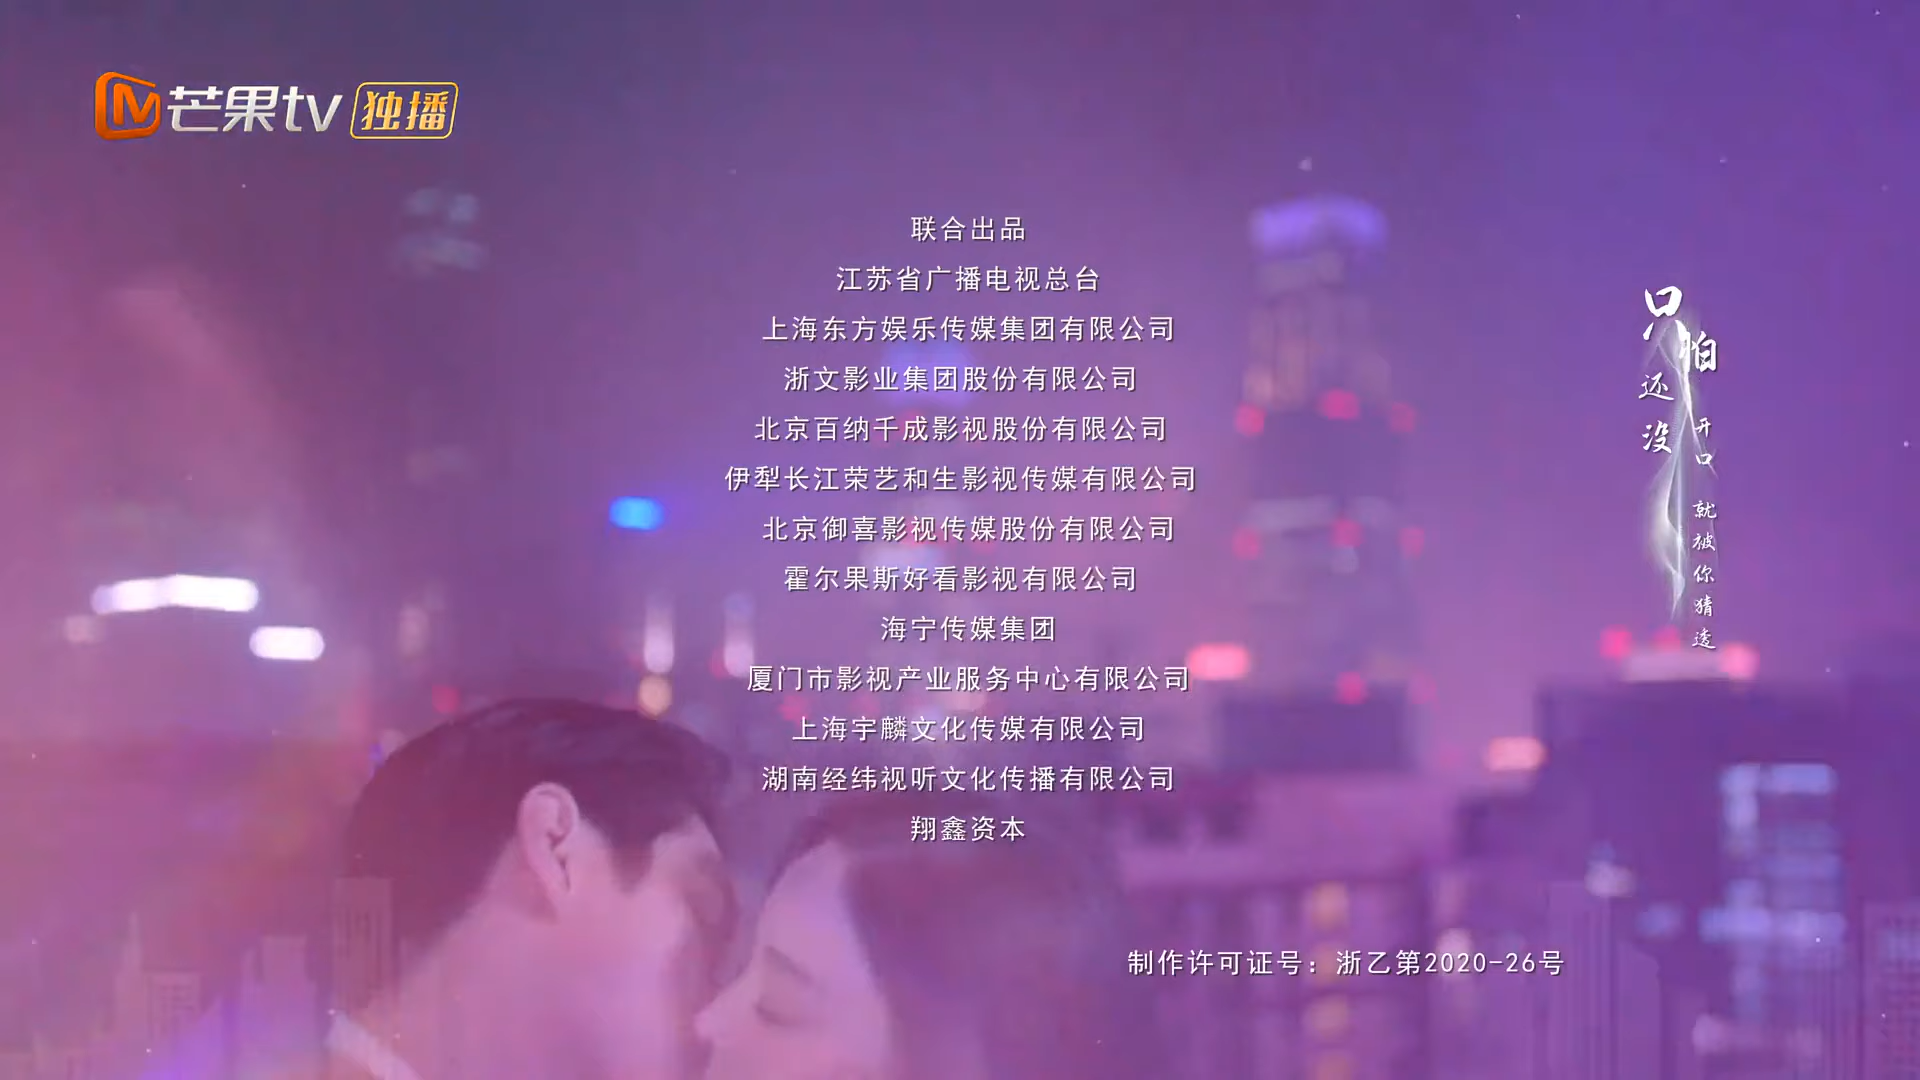 芒果tv 独播
联合出品
江苏省广播电视总台
上海东方娱乐传媒集团有限公司
浙文影业集团股份有限公司
北京百纳千成影视股份有限公司
伊犁长江荣艺和生影视传媒有限公司
北京御喜影视传媒股份有限公司
霍尔果斯好看影视有限公司
海宁传媒集团
厦门市影视产业服务中心有限公司
上海宇麟文化传媒有限公司
湖南经纬视听文化传播有限公司
翔鑫资本
只怕
还没
开口
就被你猜透
制作许可证号：浙乙第2020-26号